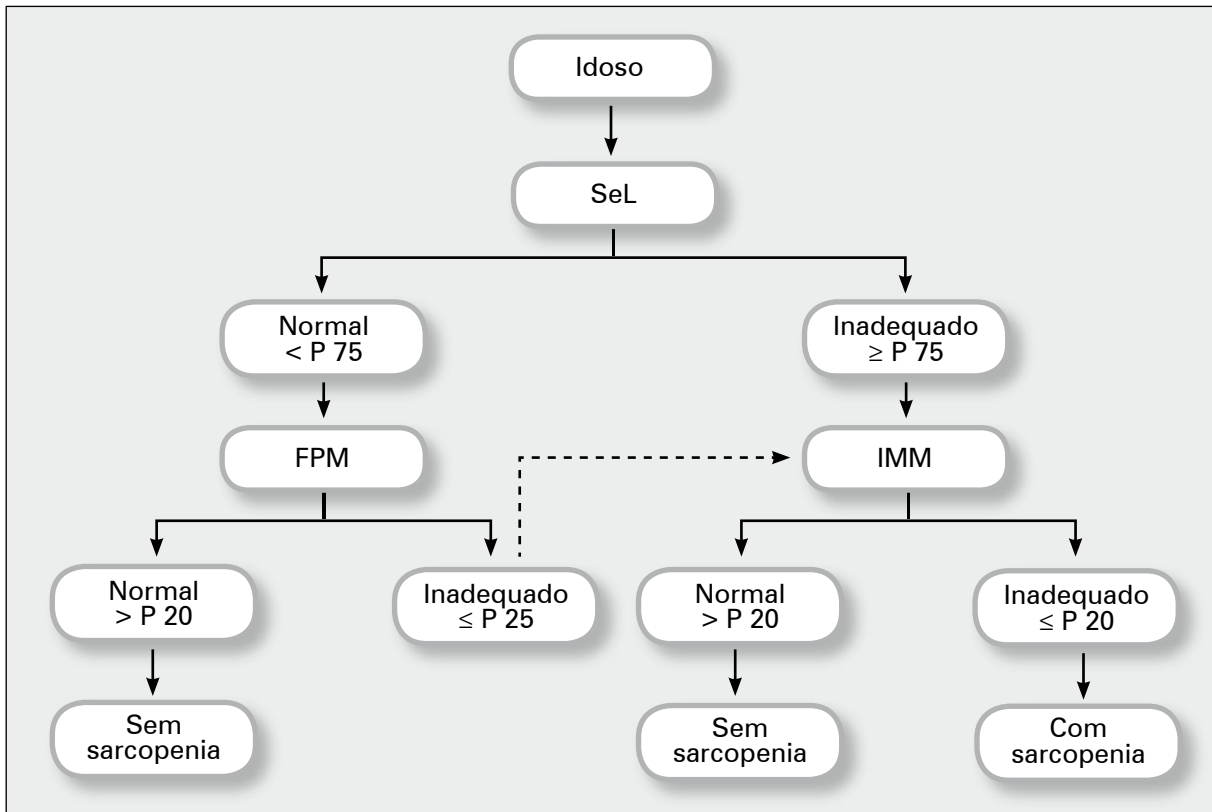 Idoso
SeL
Normal
< P 75
Inadequado
≥ P 75
FPM
IMM
Normal
> P 20
Inadequado
≤ P 25
Normal
> P 20
Inadequado
≤ P 20
Sem
sarcopenia
Sem
sarcopenia
Com
sarcopenia